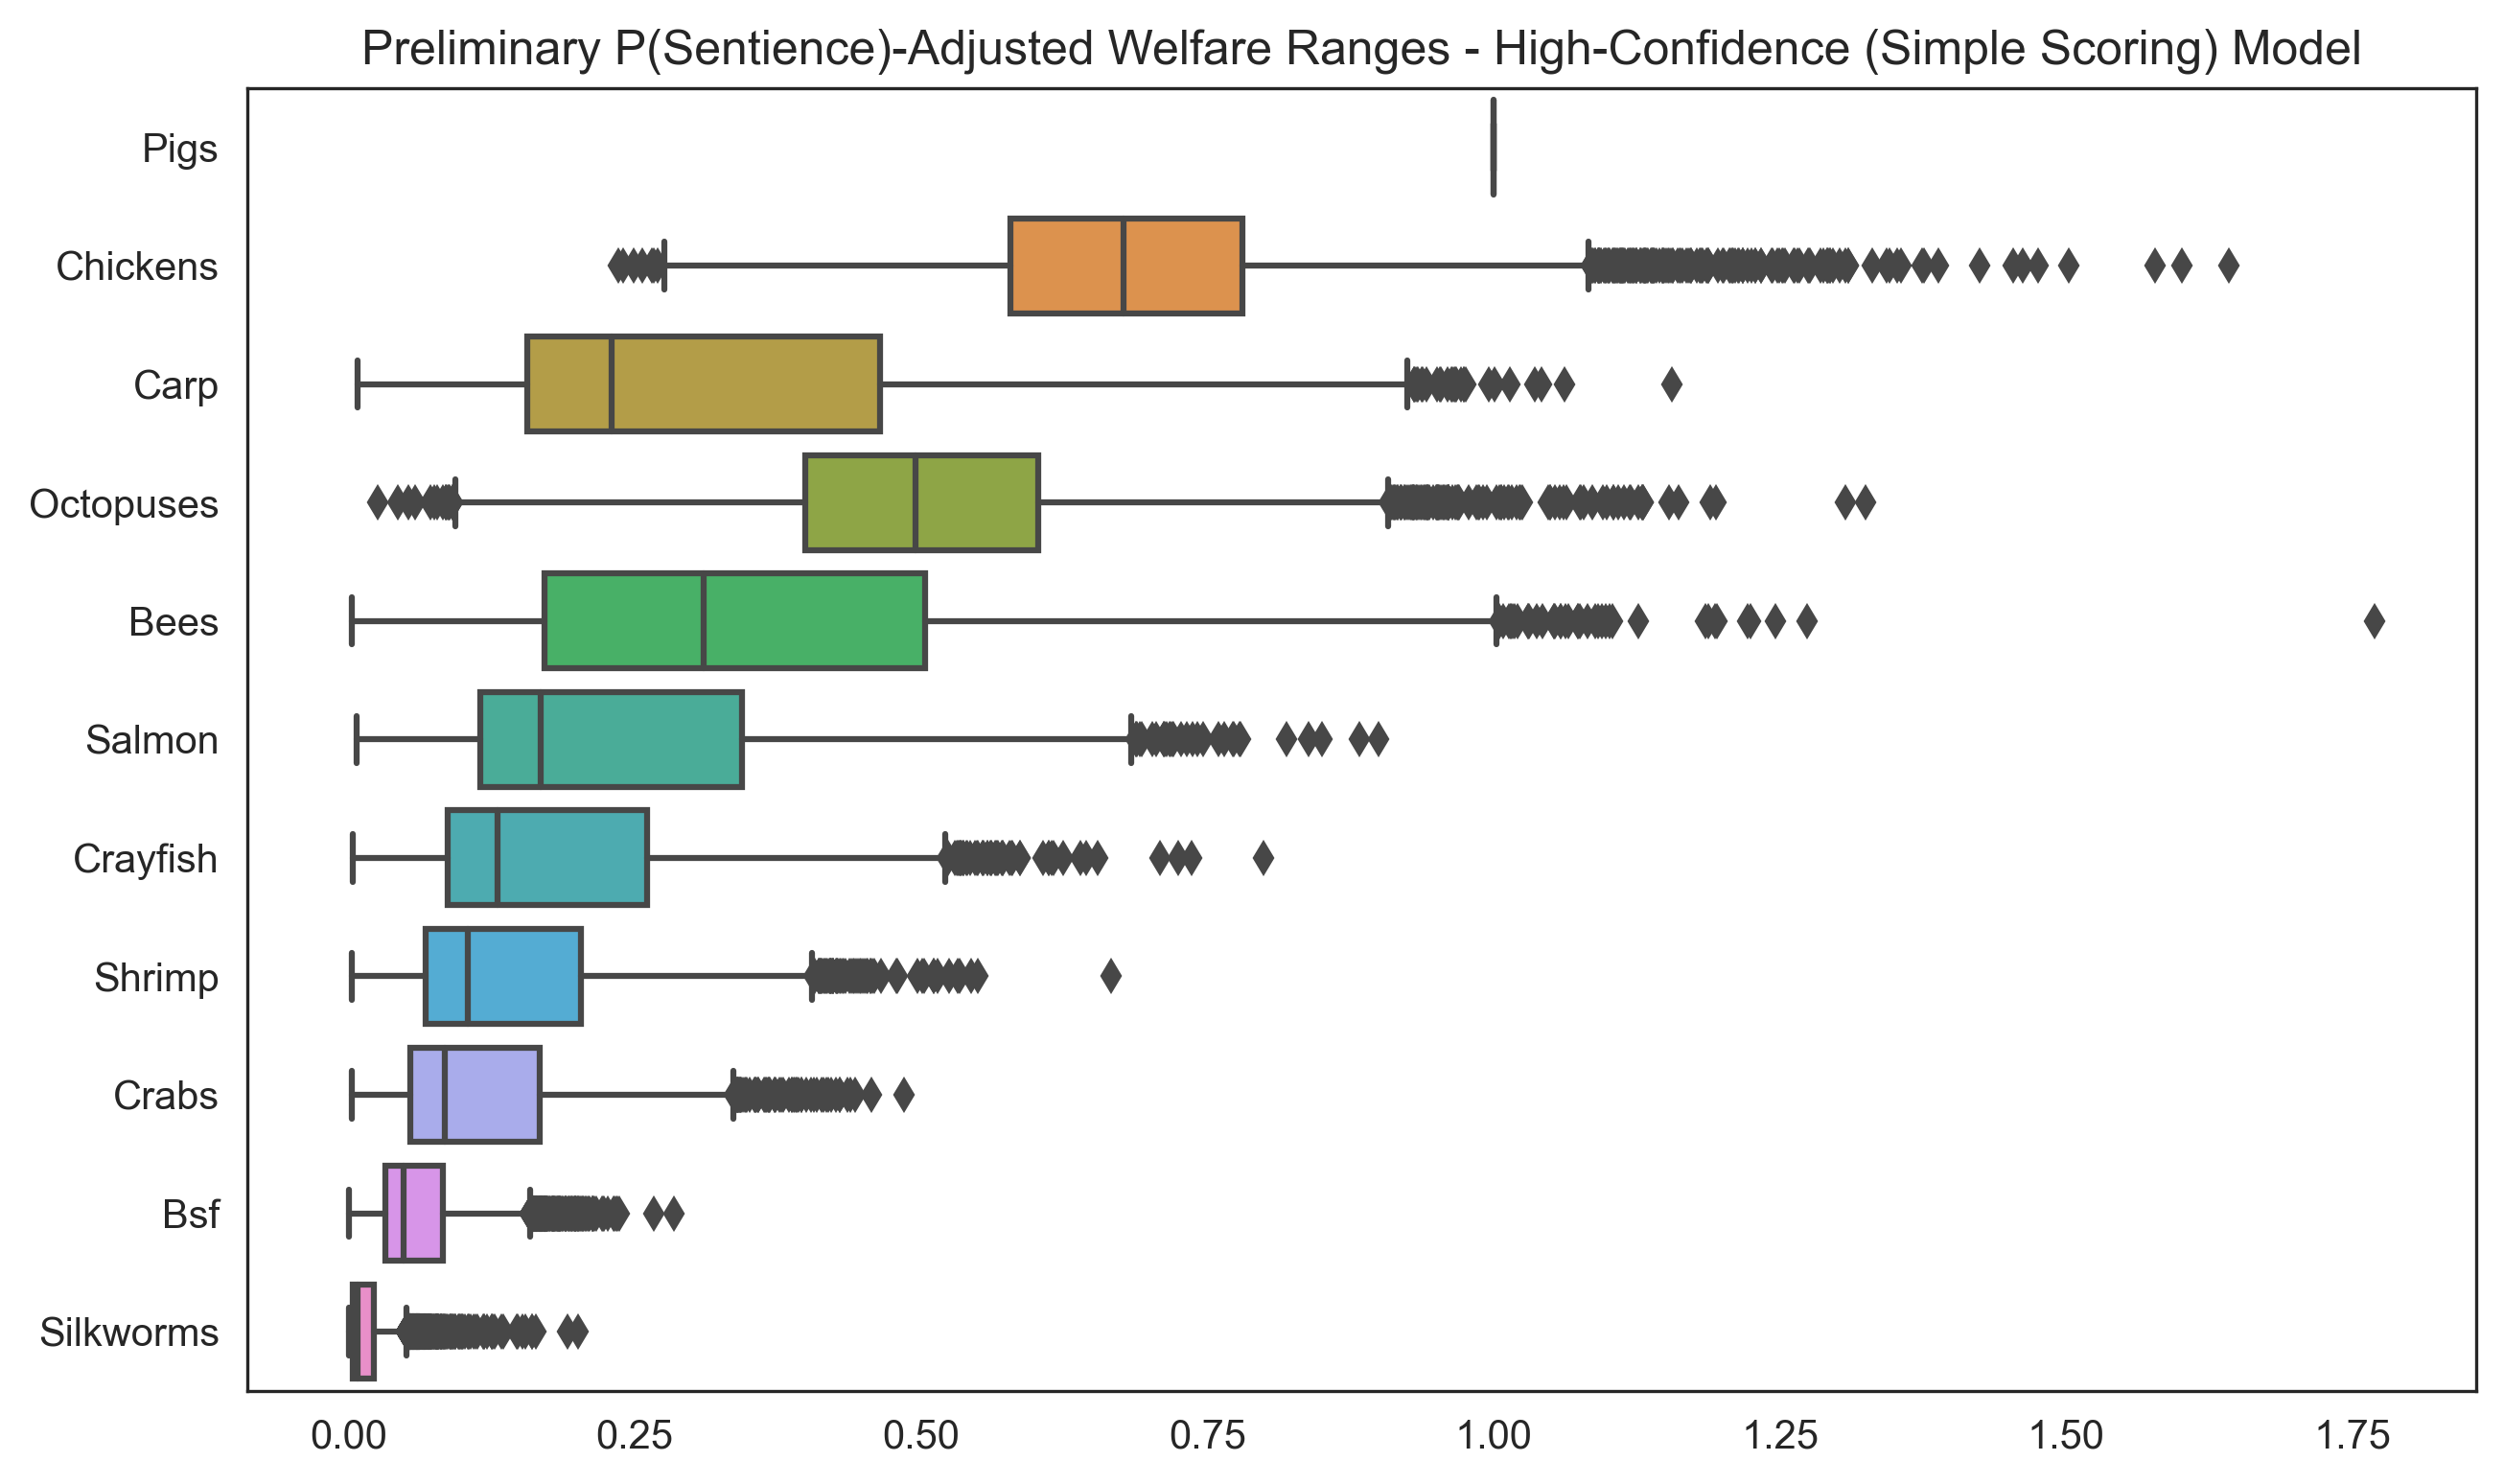 Preliminary P(Sentience)-Adjusted Welfare Ranges - High-Confidence (Simple Scoring) Model
Pigs
Chickens
Carp
Octopuses
Bees
Salmon
Crayfish
Shrimp
Crabs
Bsf
Silkworms
0.00 0.25 0.50 0.75 1.00 1.25 1.50 1.75